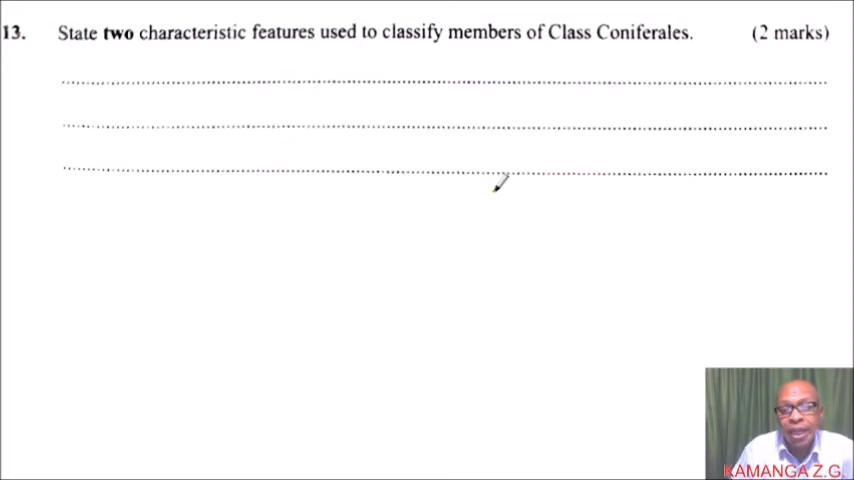 13. State two characteristic features used to classify members of Class Coniferales. (2 marks)
KAMANGA Z.G.